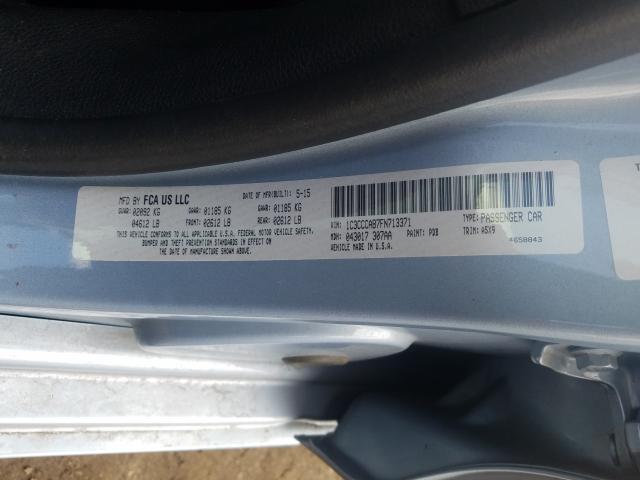 MFD BY FCA US LLC
DATE OF MFR(BUILT): 5-15
GVWR: 02092 KG
04612 LB
GAWR: 01185 KG
FRONT: 02612 LB
GAWR: 01185 KG
REAR: 02612 LB
THIS VEHICLE CONFORMS TO ALL APPLICABLE U.S.A. FEDERAL MOTOR VEHICLE SAFETY,
BUMPER AND THEFT PREVENTION STANDARDS IN EFFECT ON
THE DATE OF MANUFACTURE SHOWN ABOVE.
VIN: 1C3CCCAB7FN713371
TYPE: PASSENGER CAR
MDH: 043017 307AA
PAINT: PDB
TRIM: A5X9
VEHICLE MADE IN U.S.A.
4658843